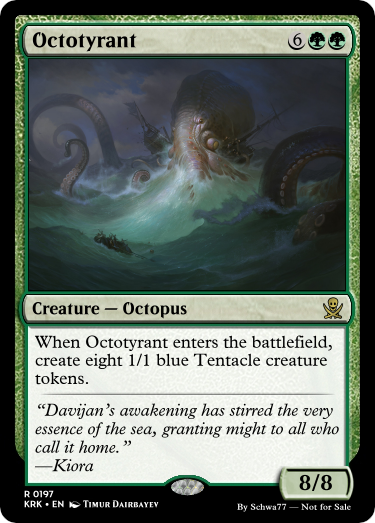 Octotyrant 6
Creature — Octopus
When Octotyrant enters the battlefield,
create eight 1/1 blue Tentacle creature
tokens.
“Davijan’s awakening has stirred the very
essence of the sea, granting might to all who
call it home.”
—Kiora
8/8
R 0197
KRK • EN Timur Dairbayev
By Schwa77 — Not for Sale